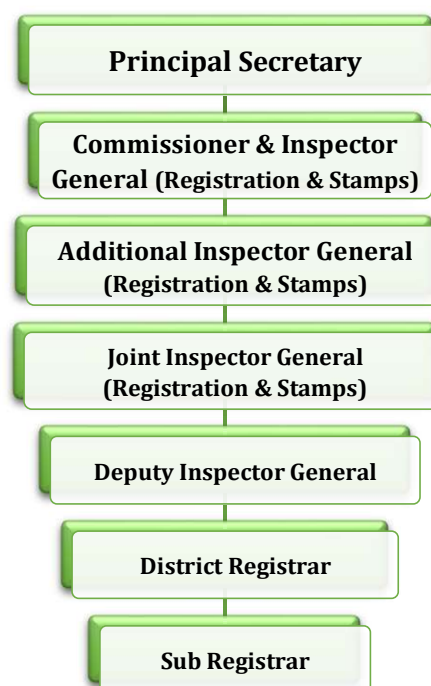 Principal Secretary
Commissioner & Inspector
General (Registration & Stamps)
Additional Inspector General
(Registration & Stamps)
Joint Inspector General
(Registration & Stamps)
Deputy Inspector General
District Registrar
Sub Registrar